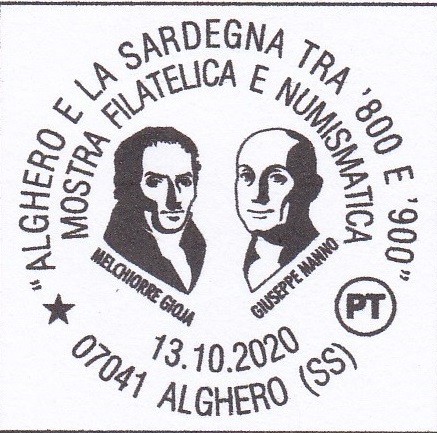 "ALGHERO E LA SARDEGNA TRA '800 E '900"
MOSTRA FILATELICA E NUMISMATICA
MELCHIORRE GIOJA
GIUSEPPE MANNO
PT
13.10.2020
07041 ALGHERO (SS)